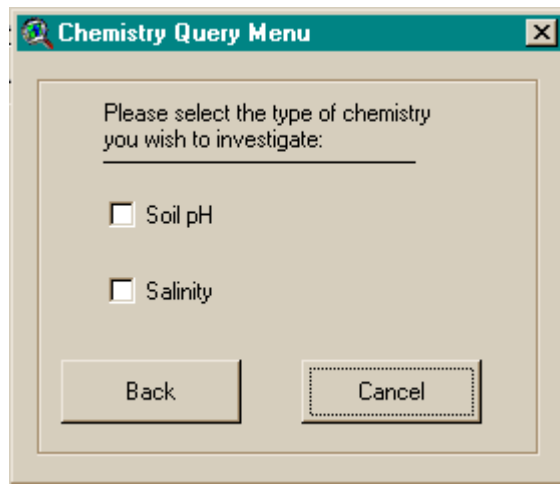 Chemistry Query Menu
Please select the type of chemistry
you wish to investigate:
Soil pH
Salinity
Back
Cancel